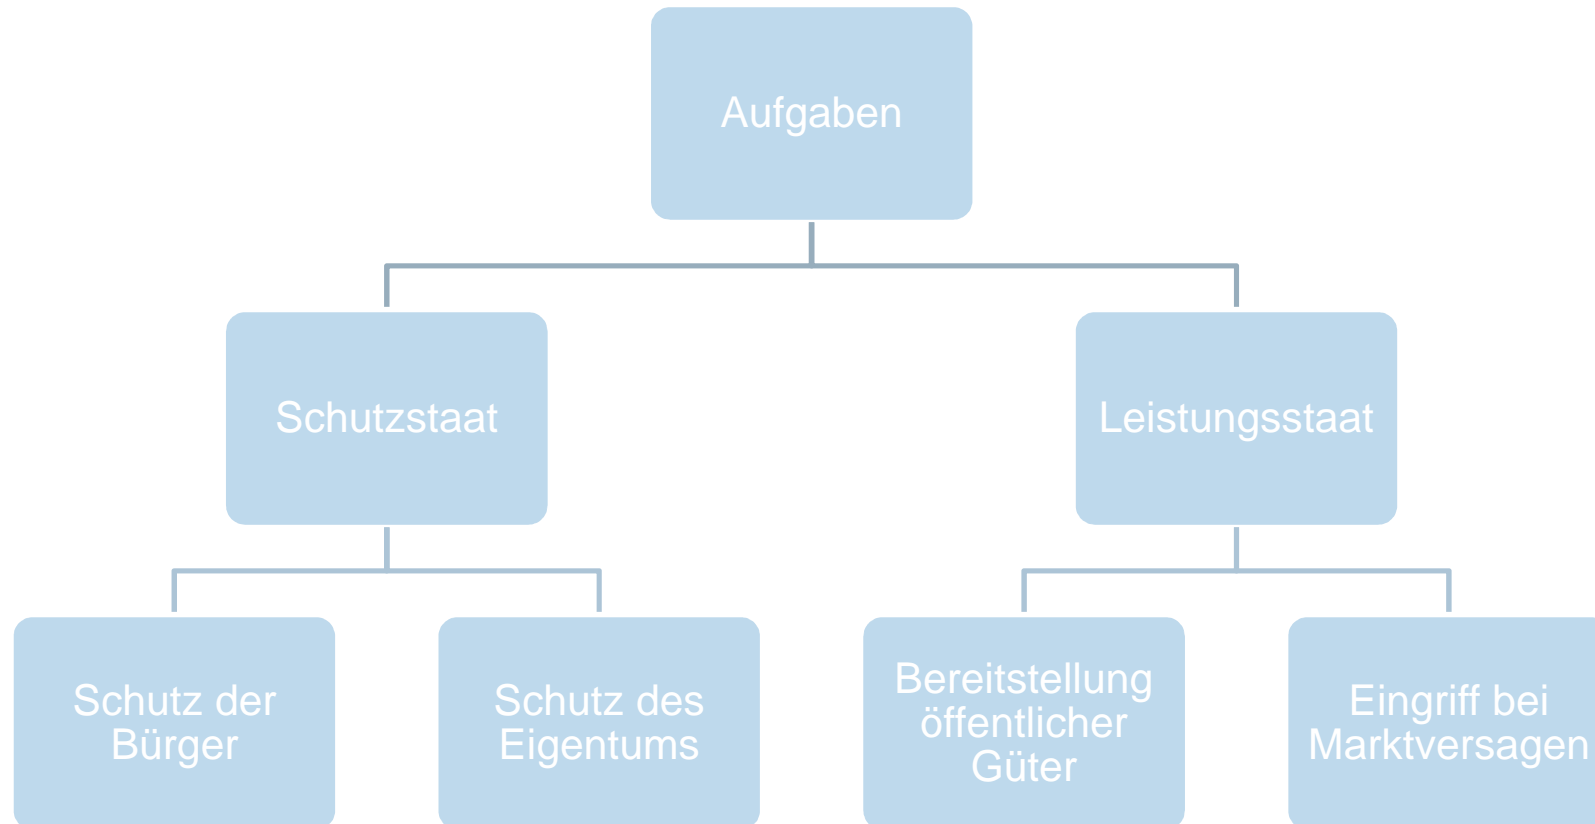 Aufgaben
Schutzstaat
Leistungsstaat
Schutz der
Bürger
Schutz des
Eigentums
Bereitstellung
öffentlicher
Güter
Eingriff bei
Marktversagen